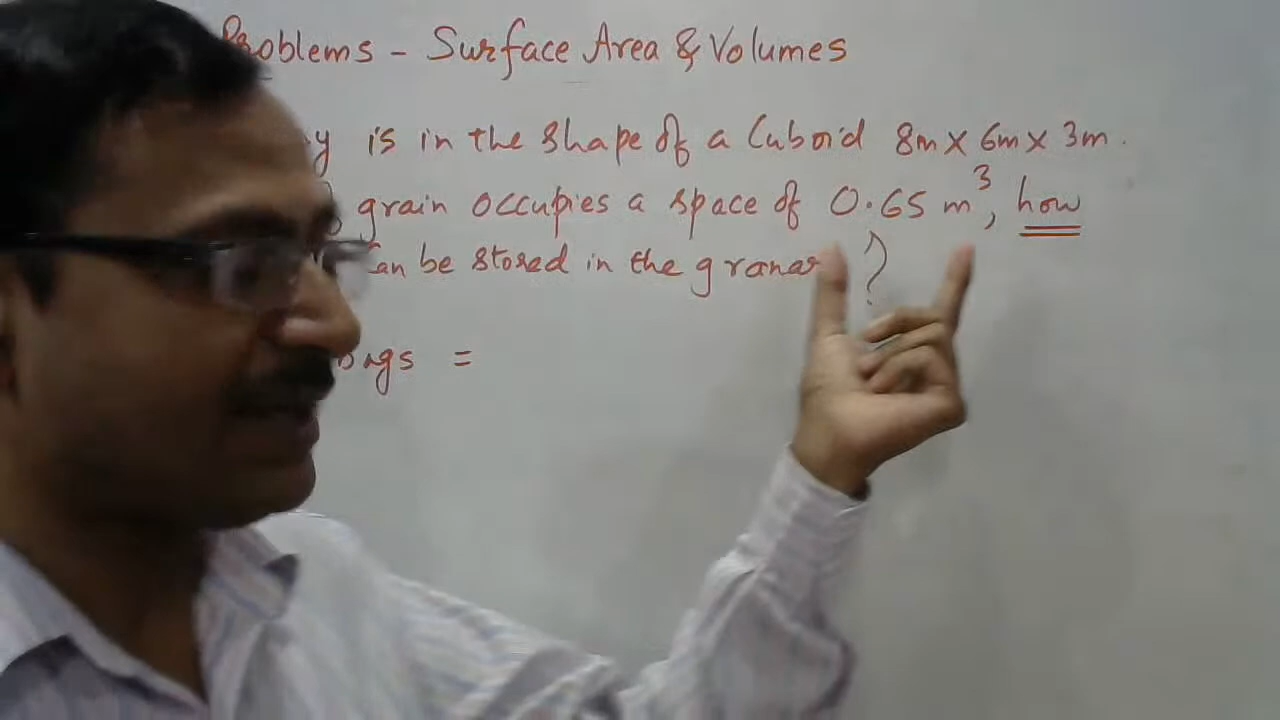 Problems - Surface Area & Volumes
y is in the shape of a Cuboid 8m x 6m x 3m.
grain occupies a space of 0.65 m³, how
can be stored in the granar ?
bags =